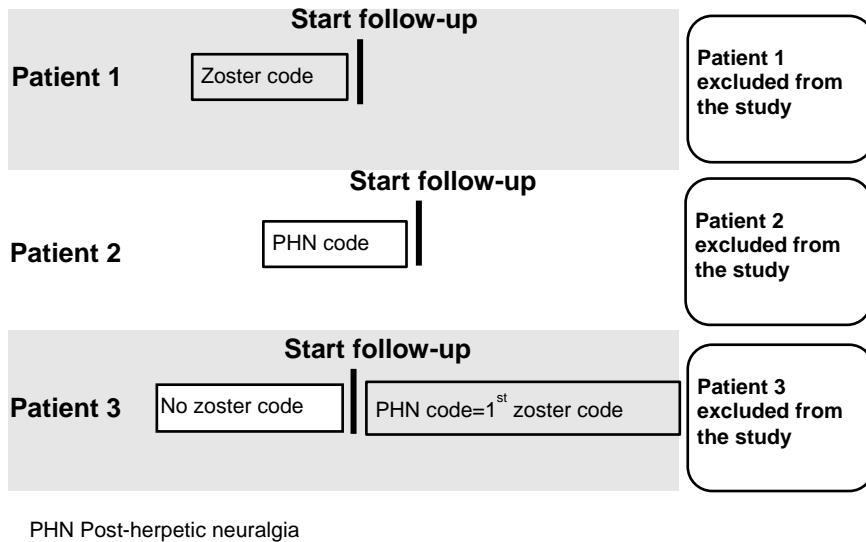 Start follow-up
Patient 1
Zoster code
Patient 1
excluded from
the study
Start follow-up
Patient 2
PHN code
Patient 2
excluded from
the study
Start follow-up
Patient 3
No zoster code
PHN code=1st zoster code
Patient 3
excluded from
the study
PHN Post-herpetic neuralgia